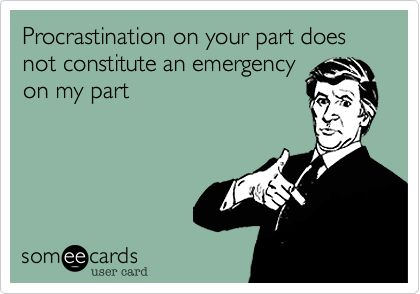 Procrastination on your part does
not constitute an emergency
on my part
someecards
user card